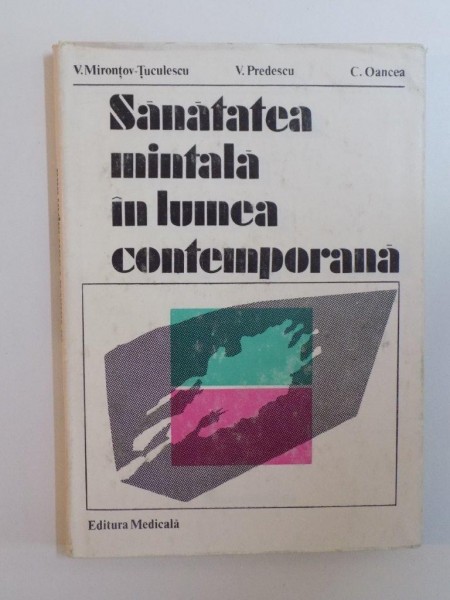 V. Mironțov-Țuculescu V. Predescu C. Oancea
Sănătatea
mintală
în lumea
contemporană
Editura Medicală